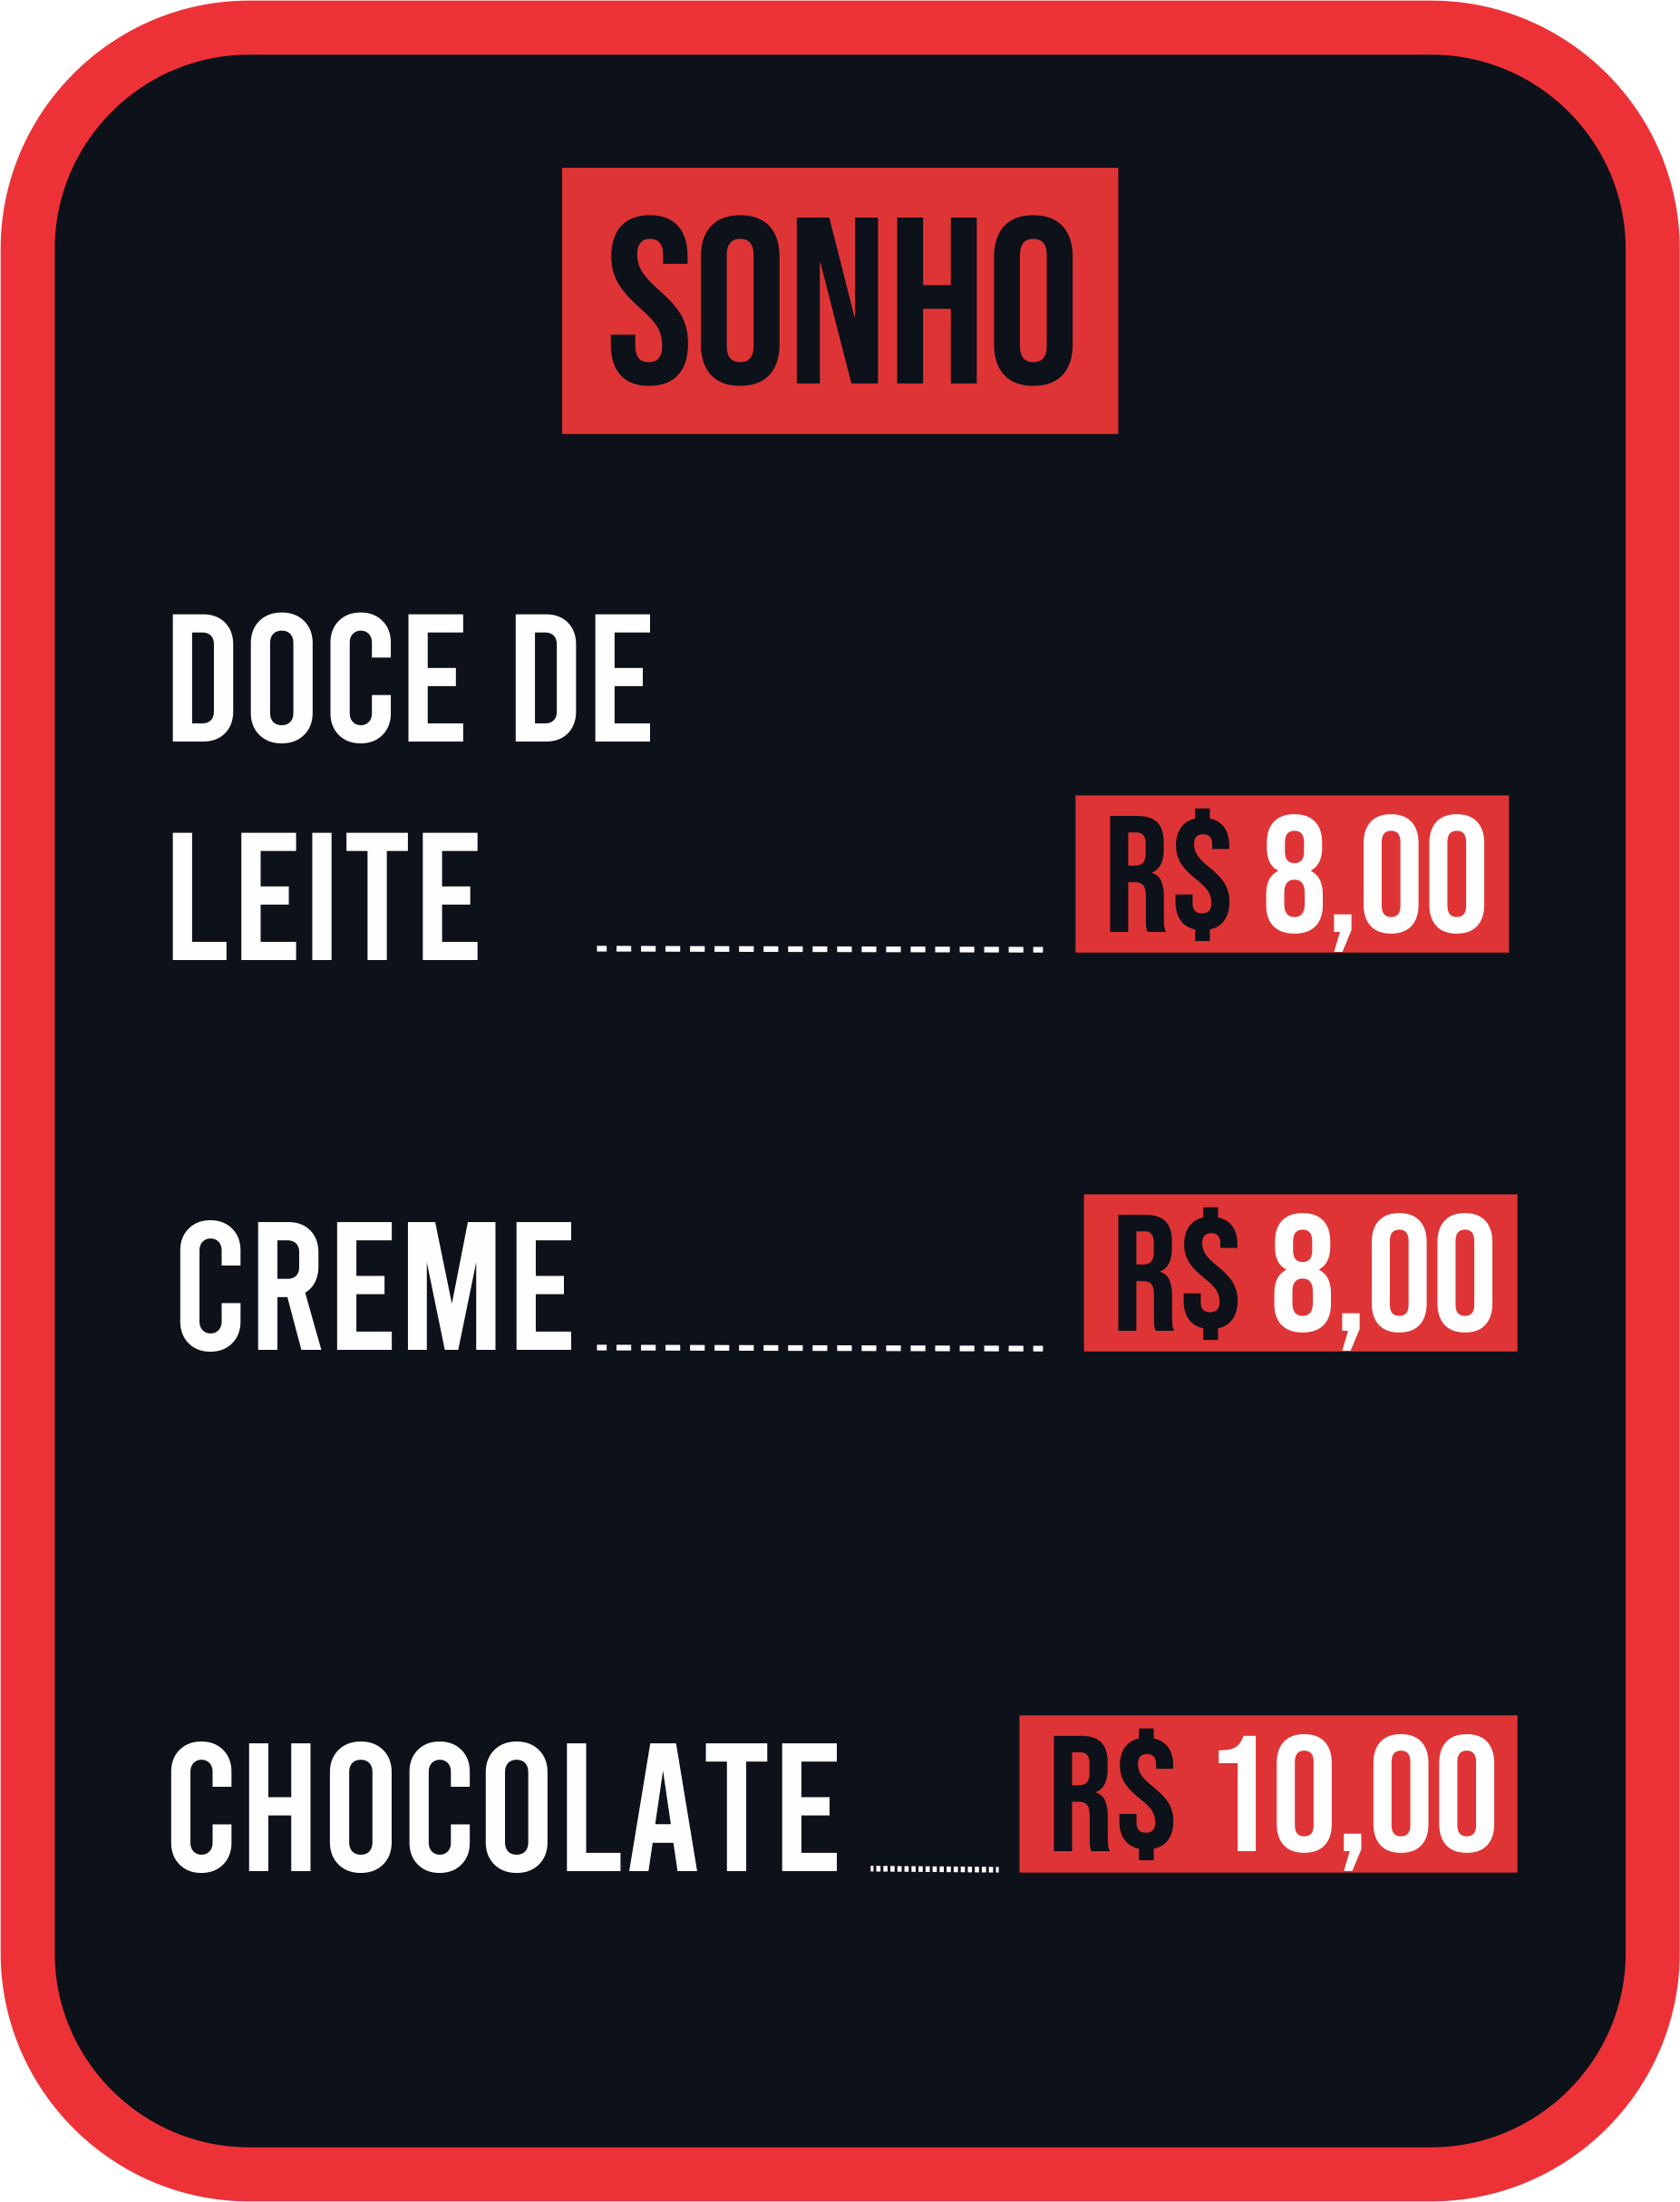 SONHO
DOCE DE
LEITE R$ 8,00
CREME R$ 8,00
CHOCOLATE R$ 10,00